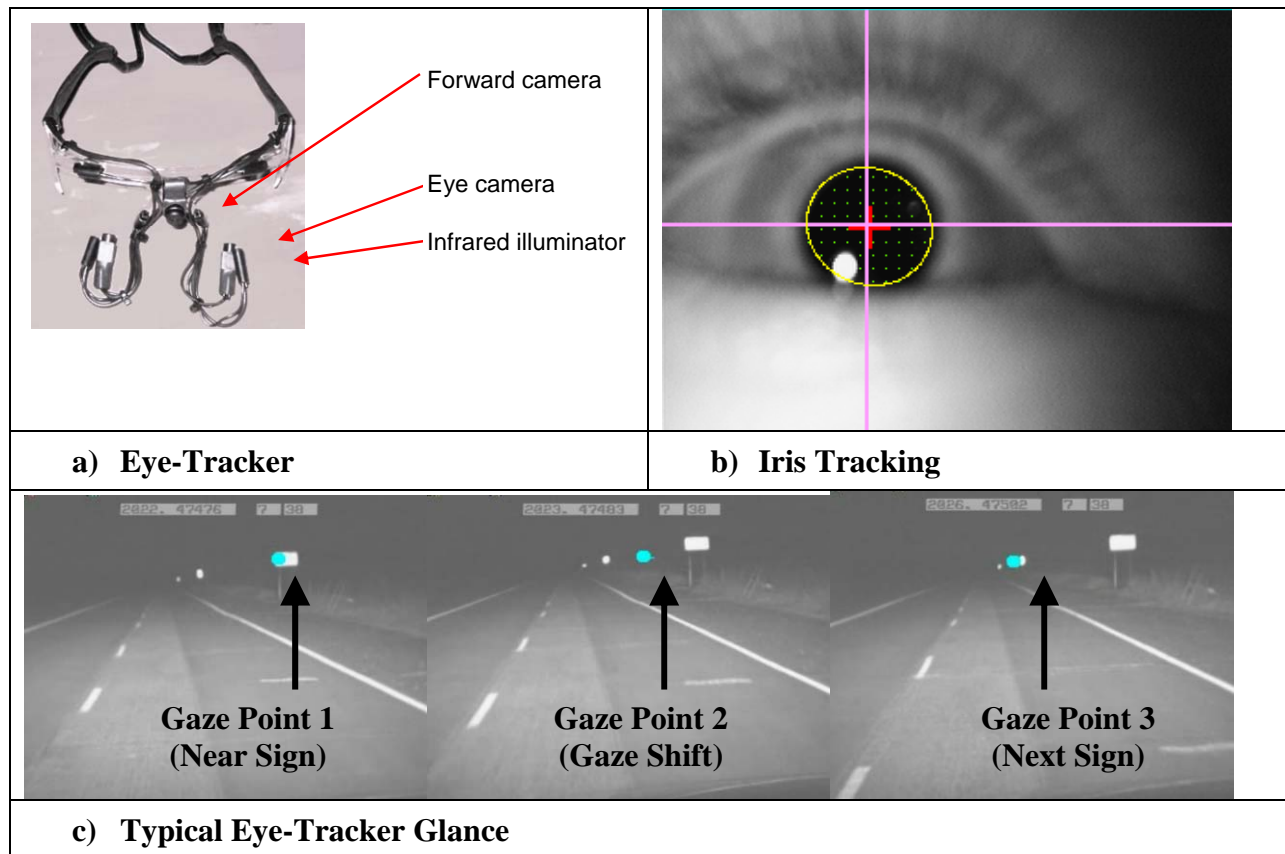 Forward camera
Eye camera
Infrared illuminator
a) Eye-Tracker
b) Iris Tracking
2022. 47476 7 38
2023. 47483 7 38
2026. 47502 7 38
Gaze Point 1
(Near Sign)
Gaze Point 2
(Gaze Shift)
Gaze Point 3
(Next Sign)
c) Typical Eye-Tracker Glance